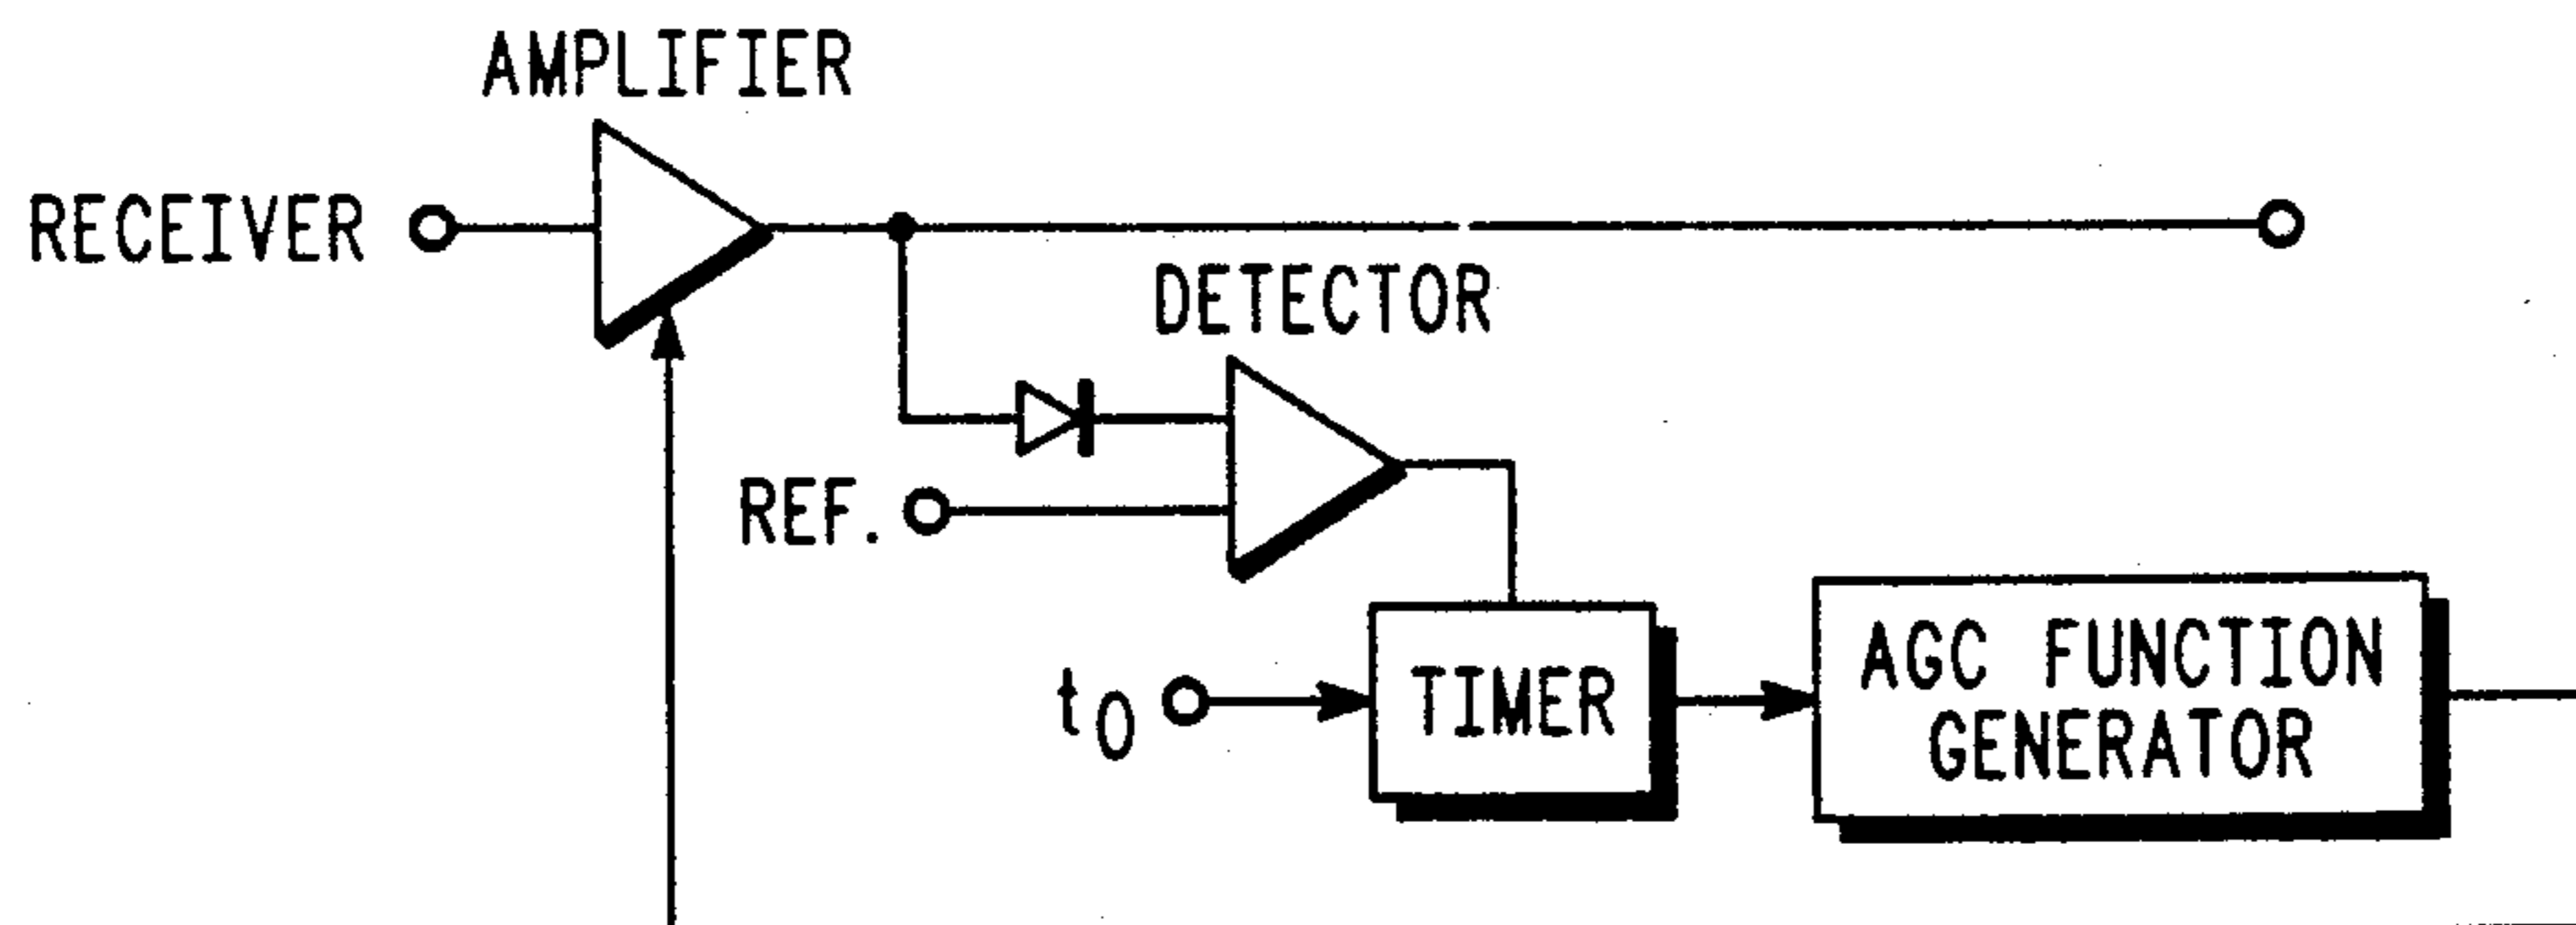 AMPLIFIER
RECEIVER
DETECTOR
REF.
t0
TIMER
AGC FUNCTION
GENERATOR